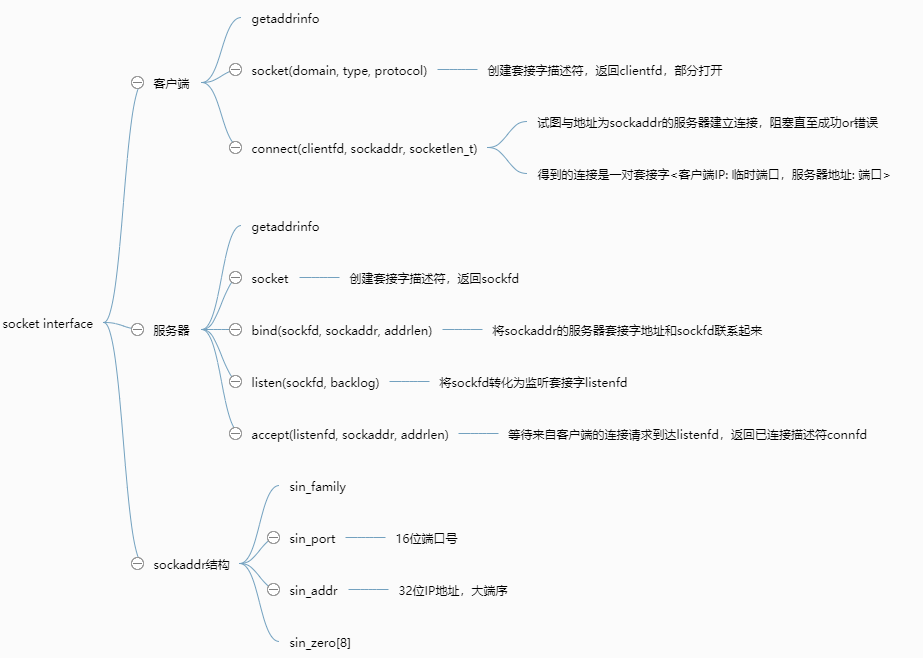 socket interface
客户端
getaddrinfo
socket(domain, type, protocol)
创建套接字描述符，返回clientfd，部分打开
connect(clientfd, sockaddr, socketlen_t)
试图与地址为sockaddr的服务器建立连接，阻塞直至成功or错误
得到的连接是一对套接字<客户端IP: 临时端口，服务器地址: 端口>
服务器
getaddrinfo
socket
创建套接字描述符，返回sockfd
bind(sockfd, sockaddr, addrlen)
将sockaddr的服务器套接字地址和sockfd联系起来
listen(sockfd, backlog)
将sockfd转化为监听套接字listenfd
accept(listenfd, sockaddr, addrlen)
等待来自客户端的连接请求到达listenfd，返回已连接描述符connfd
sockaddr结构
sin_family
sin_port
16位端口号
sin_addr
32位IP地址，大端序
sin_zero[8]